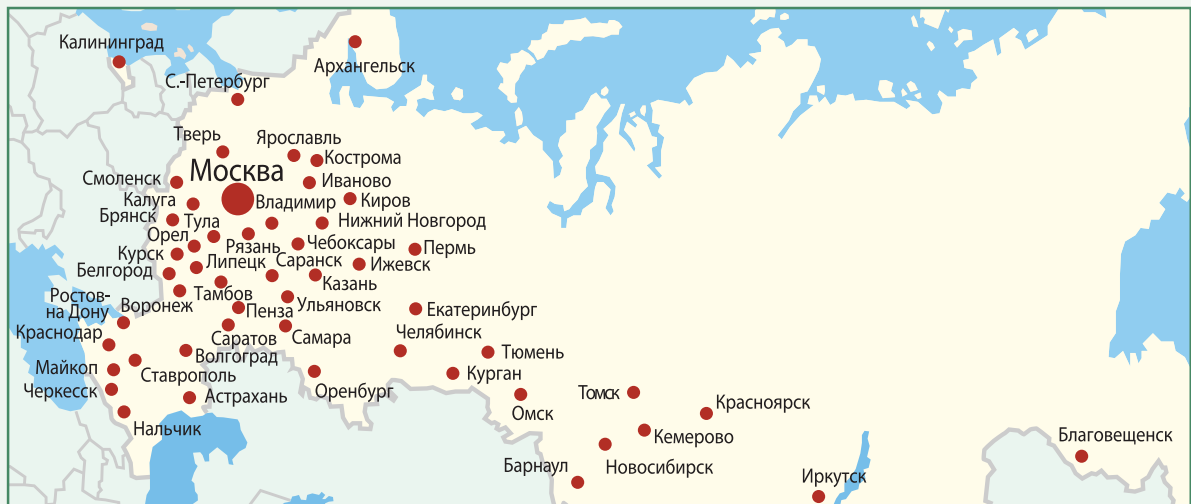 Калининград
Архангельск
С.-Петербург
Тверь
Ярославль
Кострома
Москва
Смоленск
Иваново
Калуга
Владимир
Киров
Брянск
Тула
Нижний Новгород
Орел
Рязань
Чебоксары
Пермь
Курск
Липецк
Саранск
Ижевск
Белгород
Казань
Ростов-
на Дону
Воронеж
Тамбов
Ульяновск
Пенза
Екатеринбург
Краснодар
Саратов
Самара
Челябинск
Волгоград
Тюмень
Майкоп
Ставрополь
Курган
Черкесск
Астрахань
Оренбург
Томск
Омск
Красноярск
Нальчик
Кемерово
Благовещенск
Барнаул
Новосибирск
Иркутск